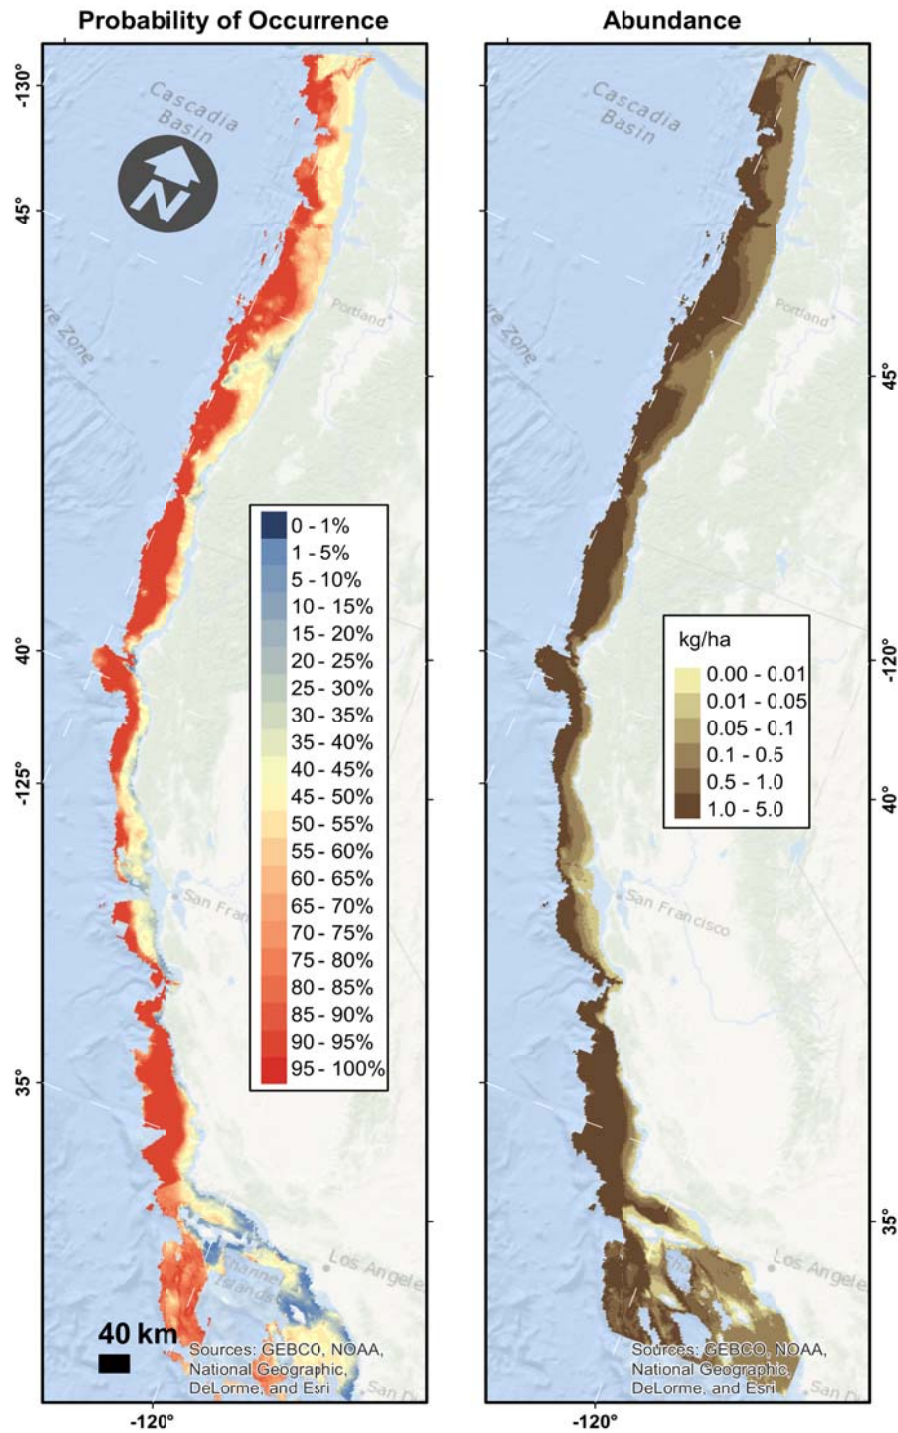 Probability of Occurrence
Abundance
-130°
45°
40°
-125°
35°
-120°
Cascadia
Basin
N
re Zone
Portland
0 - 1%
1 - 5%
5 - 10%
10 - 15%
15 - 20%
20 - 25%
25 - 30%
30 - 35%
35 - 40%
40 - 45%
45 - 50%
50 - 55%
55 - 60%
60 - 65%
65 - 70%
70 - 75%
75 - 80%
80 - 85%
85 - 90%
90 - 95%
95 - 100%
San Fran
Los Angele
Channel
Islands
40 km
Sources: GEBCO, NOAA,
National Geographic,
DeLorme, and Esri
San D
Cascadia
Basin
re Zone
Portland
45°
-120°
40°
35°
-120°
kg/ha
0.00 - 0.01
0.01 - 0.05
0.05 - 0.1
0.1 - 0.5
0.5 - 1.0
1.0 - 5.0
San Francisco
Los Angele
Sources: GEBCO, NOAA,
National Geographic,
DeLorme, and Esri
San D